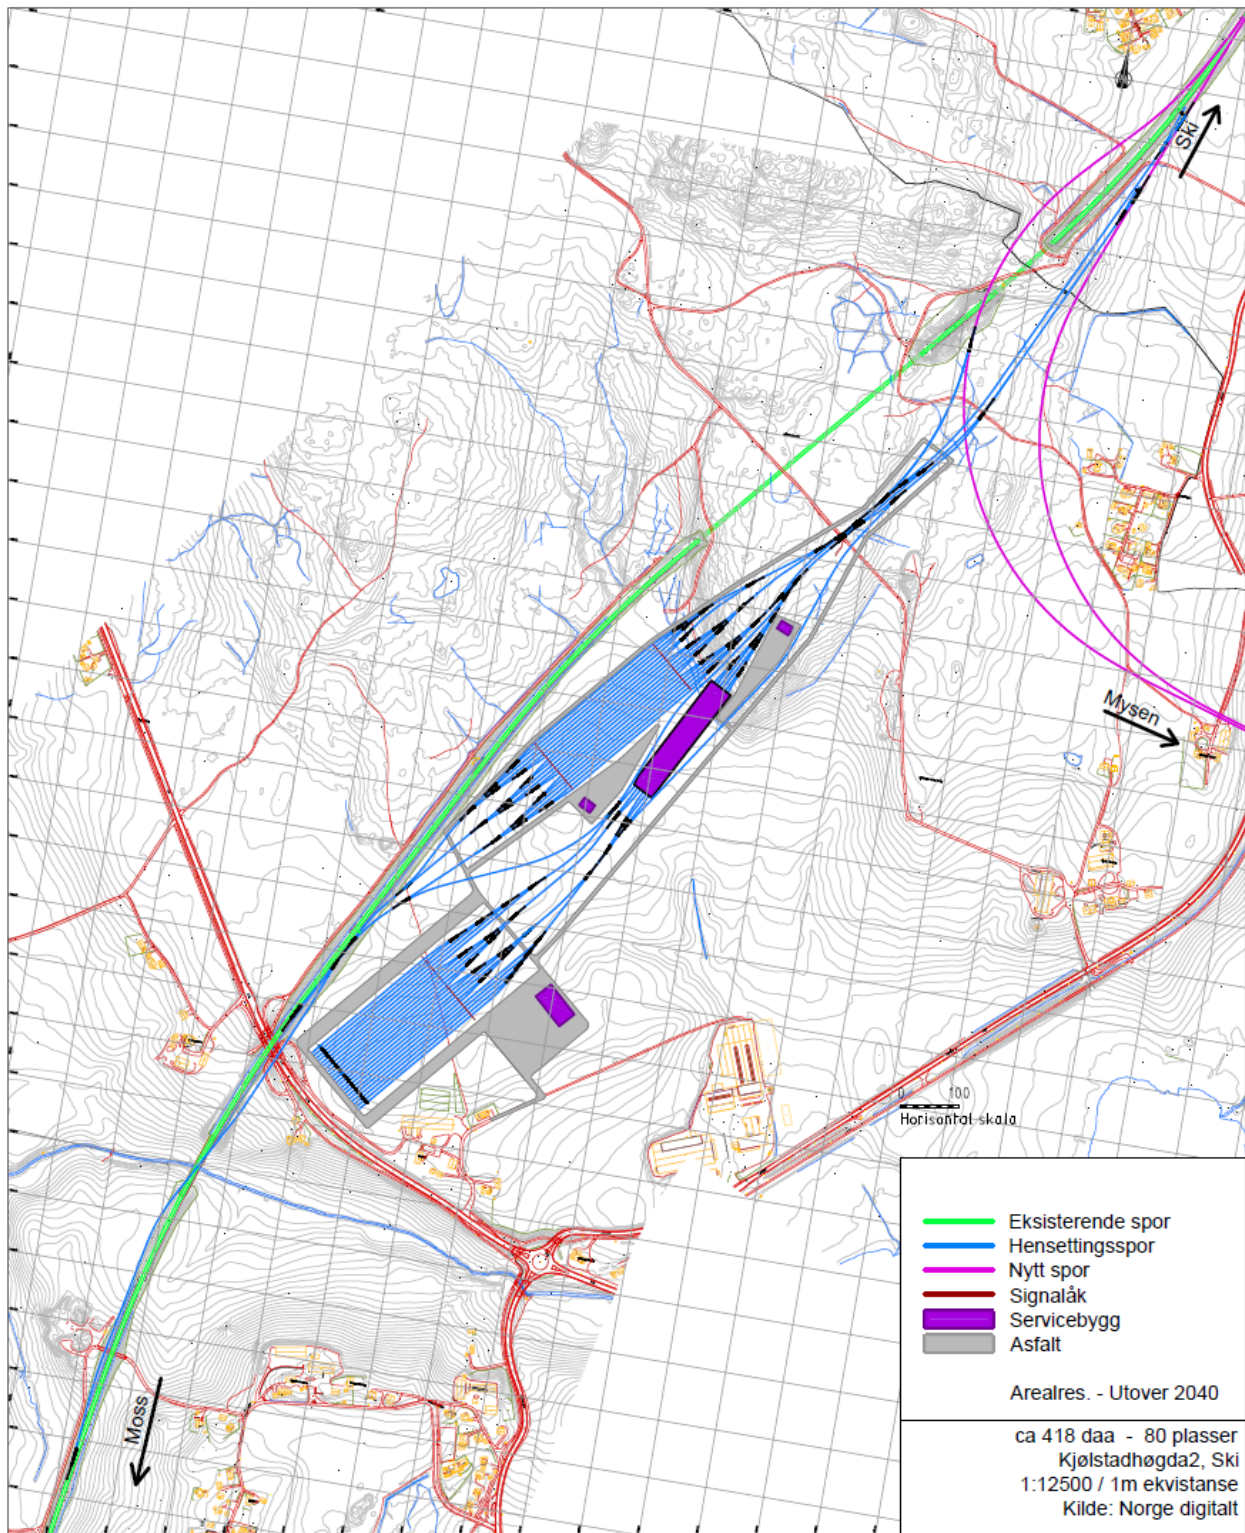 Ski
Mysen
0 100
Horisontal skala
Moss
Eksisterende spor
Hensettingsspor
Nytt spor
Signalåk
Servicebygg
Asfalt
Arealres. - Utover 2040
ca 418 daa - 80 plasser
Kjølstadhøgda2, Ski
1:12500 / 1m ekvistanse
Kilde: Norge digitalt